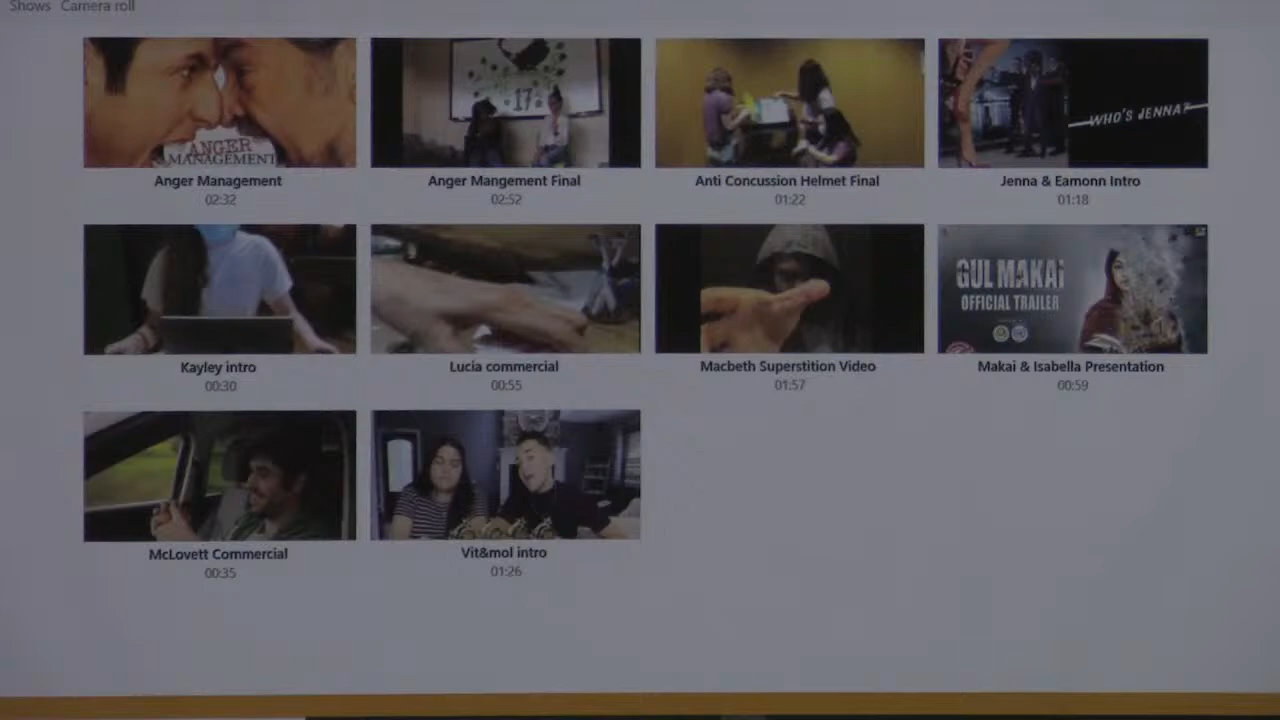 Shows Camera roll
ANGER
MANAGEMENT
17
WHO'S JENNA?
Anger Management
Anger Mangement Final
Anti Concussion Helmet Final
Jenna & Eamonn Intro
02:32
02:52
01:22
01:18
GUL MAKAI
OFFICIAL TRAILER
Kayley intro
Lucia commercial
Macbeth Superstition Video
Makai & Isabella Presentation
00:30
00:55
01:57
00:59
McLovett Commercial
Vit&mol intro
00:35
01:26